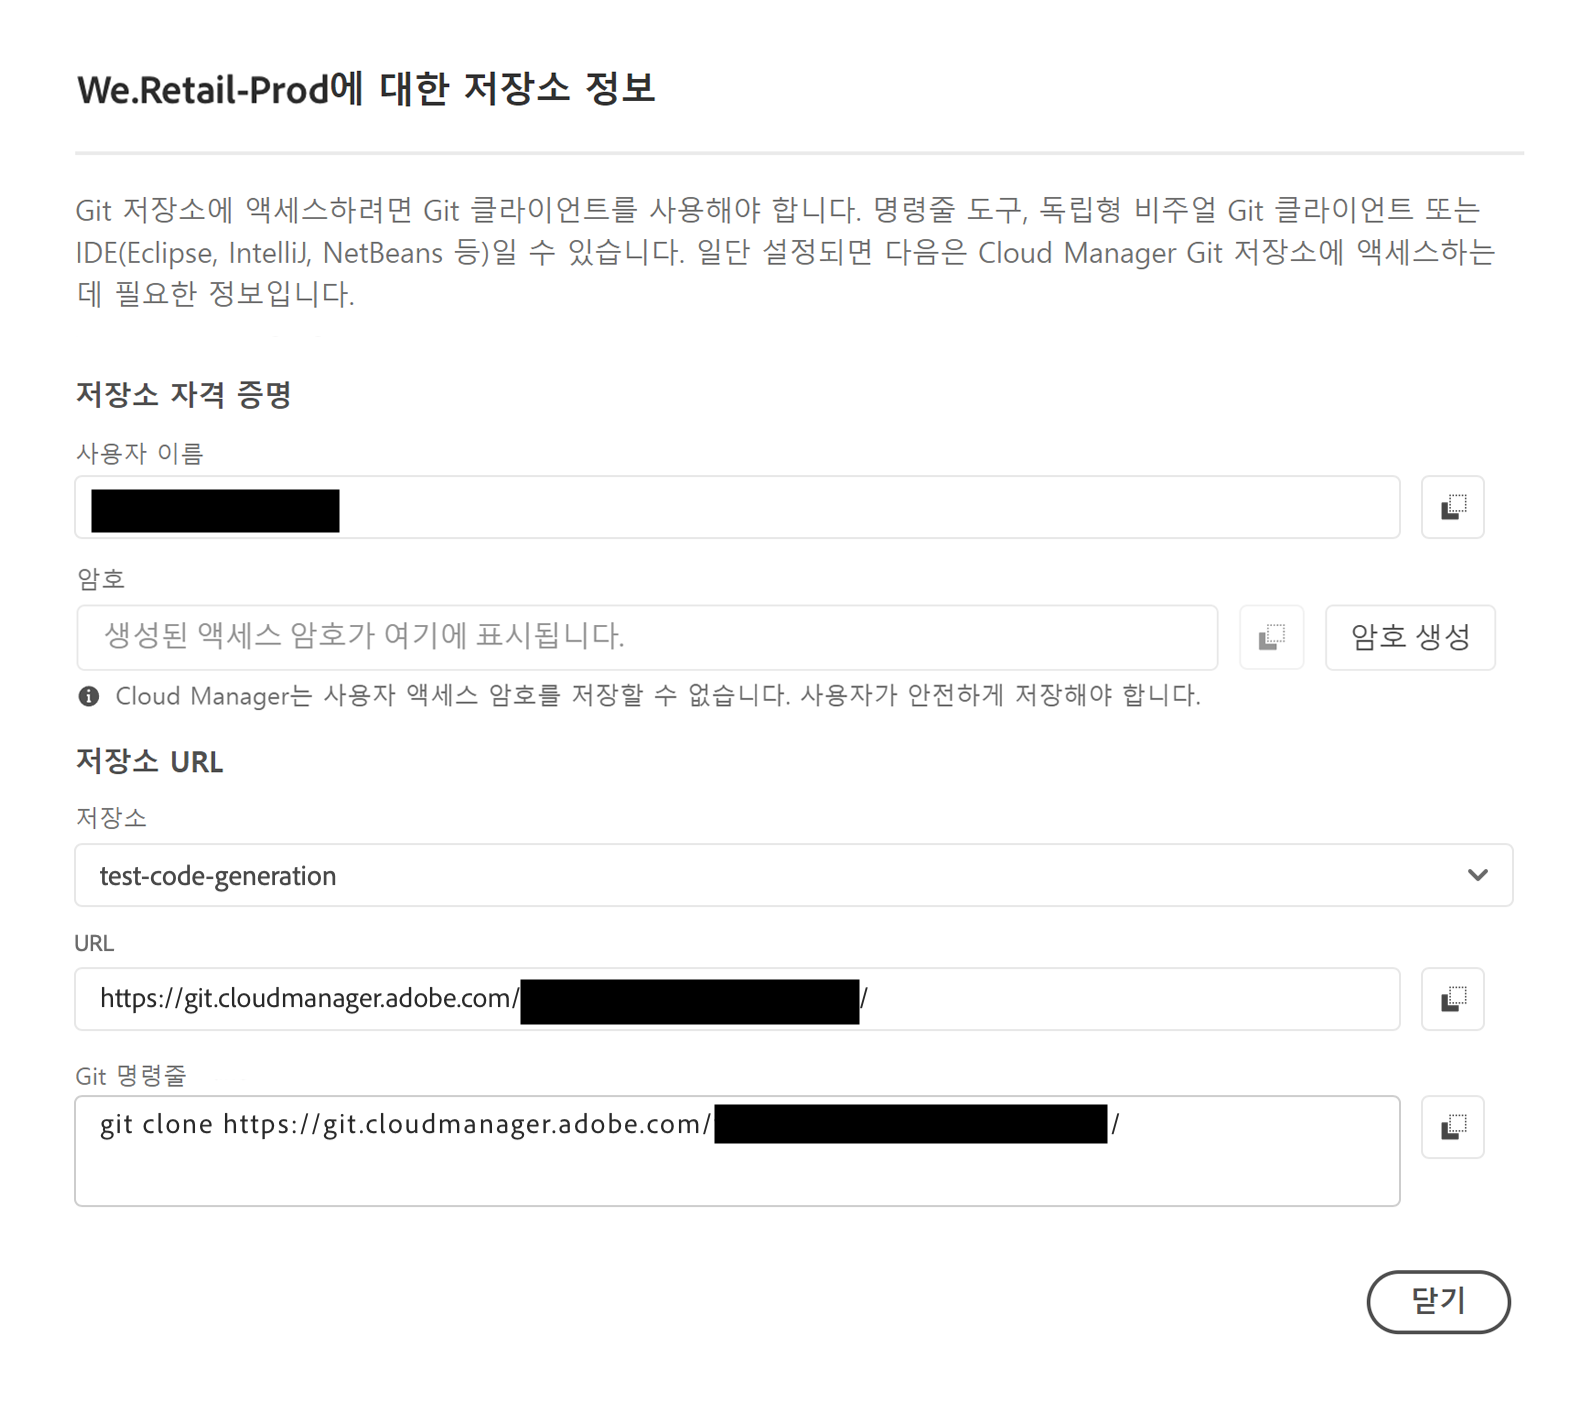 We.Retail-Prod에 대한 저장소 정보
Git 저장소에 액세스하려면 Git 클라이언트를 사용해야 합니다. 명령줄 도구, 독립형 비주얼 Git 클라이언트 또는
IDE(Eclipse, IntelliJ, NetBeans 등)일 수 있습니다. 일단 설정되면 다음은 Cloud Manager Git 저장소에 액세스하는
데 필요한 정보입니다.
저장소 자격 증명
사용자 이름
암호
생성된 액세스 암호가 여기에 표시됩니다.
암호 생성
Cloud Manager는 사용자 액세스 암호를 저장할 수 없습니다. 사용자가 안전하게 저장해야 합니다.
저장소 URL
저장소
test-code-generation
URL
https://git.cloudmanager.adobe.com/ /
Git 명령줄
git clone https://git.cloudmanager.adobe.com/ /
닫기